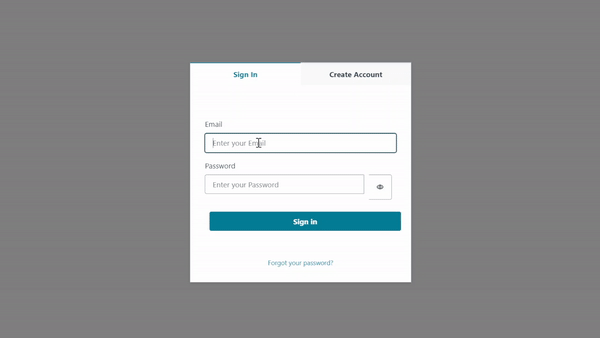 Sign In
Create Account
Email
Enter your Email
Password
Enter your Password
Sign in
Forgot your password?